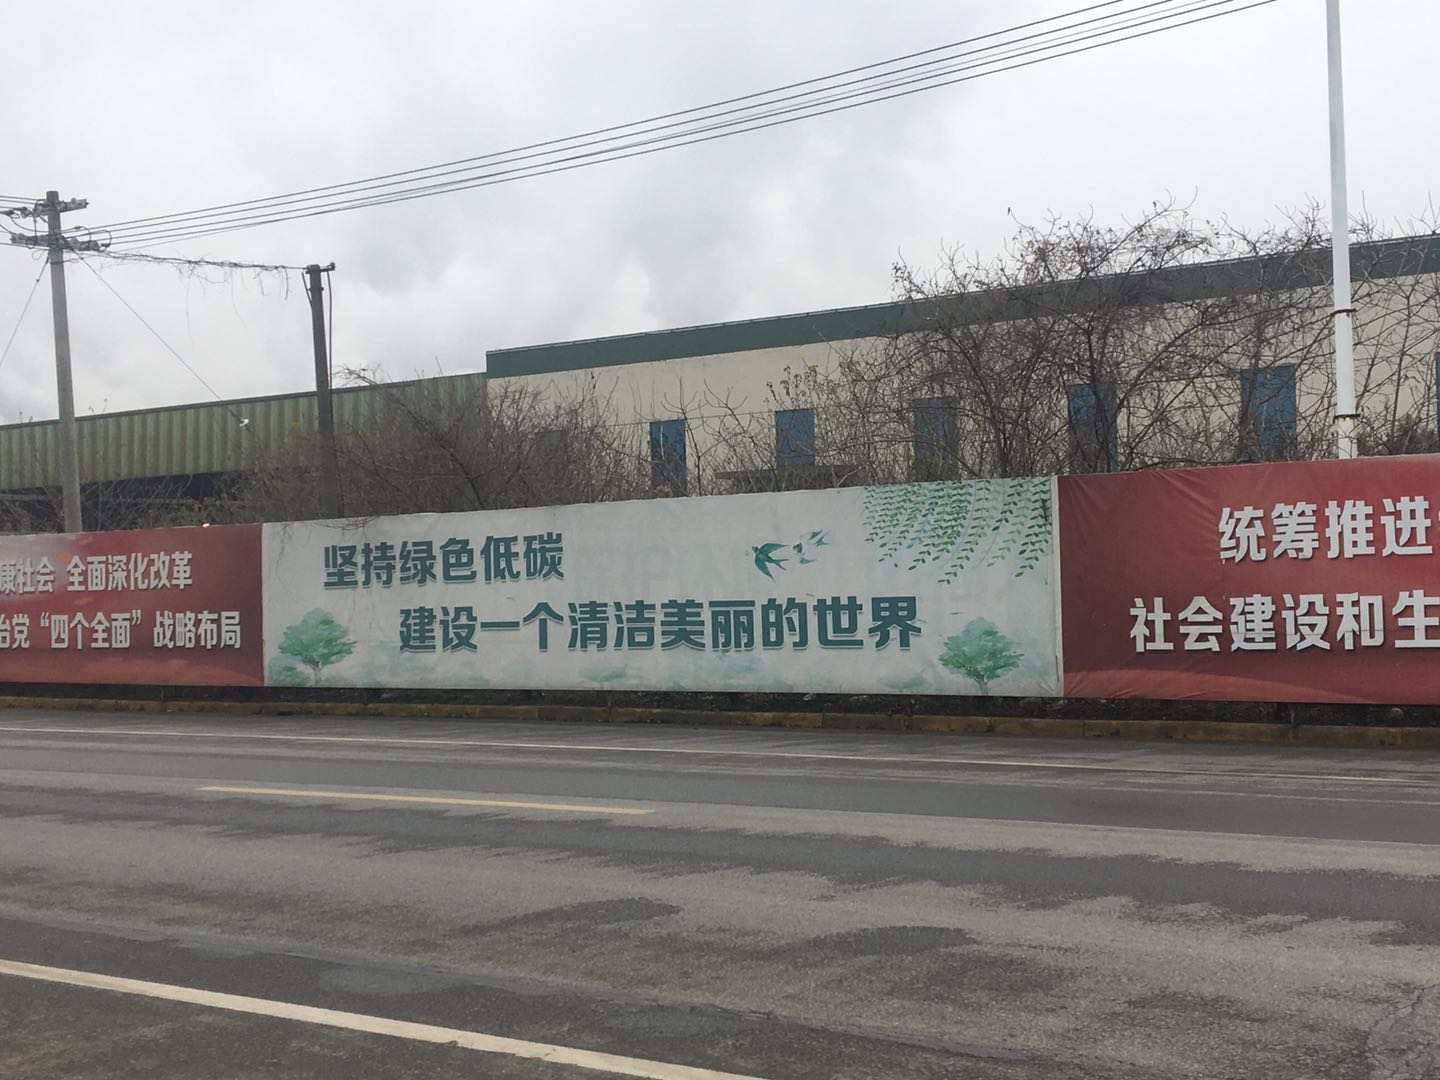 康社会 全面深化改革
治党“四个全面”战略布局
坚持绿色低碳
建设一个清洁美丽的世界
统筹推进
社会建设和生